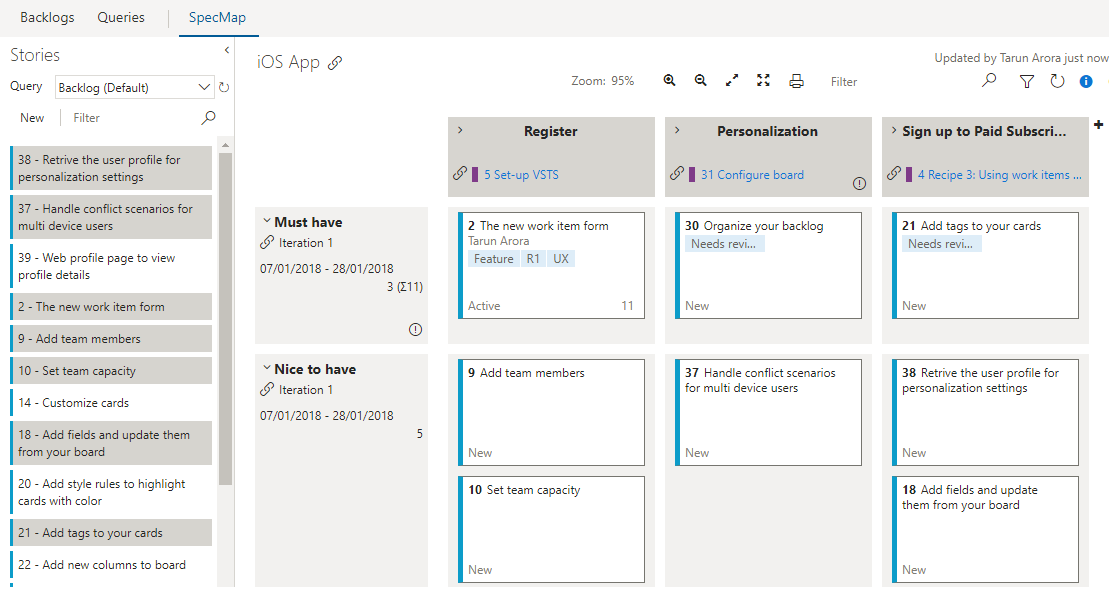 Backlogs Queries SpecMap
Stories
Query Backlog (Default)
New Filter
38 - Retrive the user profile for
personalization settings
37 - Handle conflict scenarios for
multi device users
39 - Web profile page to view
profile details
2 - The new work item form
9 - Add team members
10 - Set team capacity
14 - Customize cards
18 - Add fields and update them
from your board
20 - Add style rules to highlight
cards with color
21 - Add tags to your cards
22 - Add new columns to board
iOS App
Updated by Tarun Arora just now
Zoom: 95% Filter
Register
5 Set-up VSTS
Personalization
31 Configure board
Sign up to Paid Subscri...
4 Recipe 3: Using work items ...
Must have
Iteration 1
07/01/2018 - 28/01/2018
3 (Σ11)
2 The new work item form
Tarun Arora
Feature R1 UX
Active 11
30 Organize your backlog
Needs revi...
New
21 Add tags to your cards
Needs revi...
New
Nice to have
Iteration 1
07/01/2018 - 28/01/2018
5
9 Add team members
New
37 Handle conflict scenarios
for multi device users
New
38 Retrive the user profile for
personalization settings
New
10 Set team capacity
New
18 Add fields and update
them from your board
New